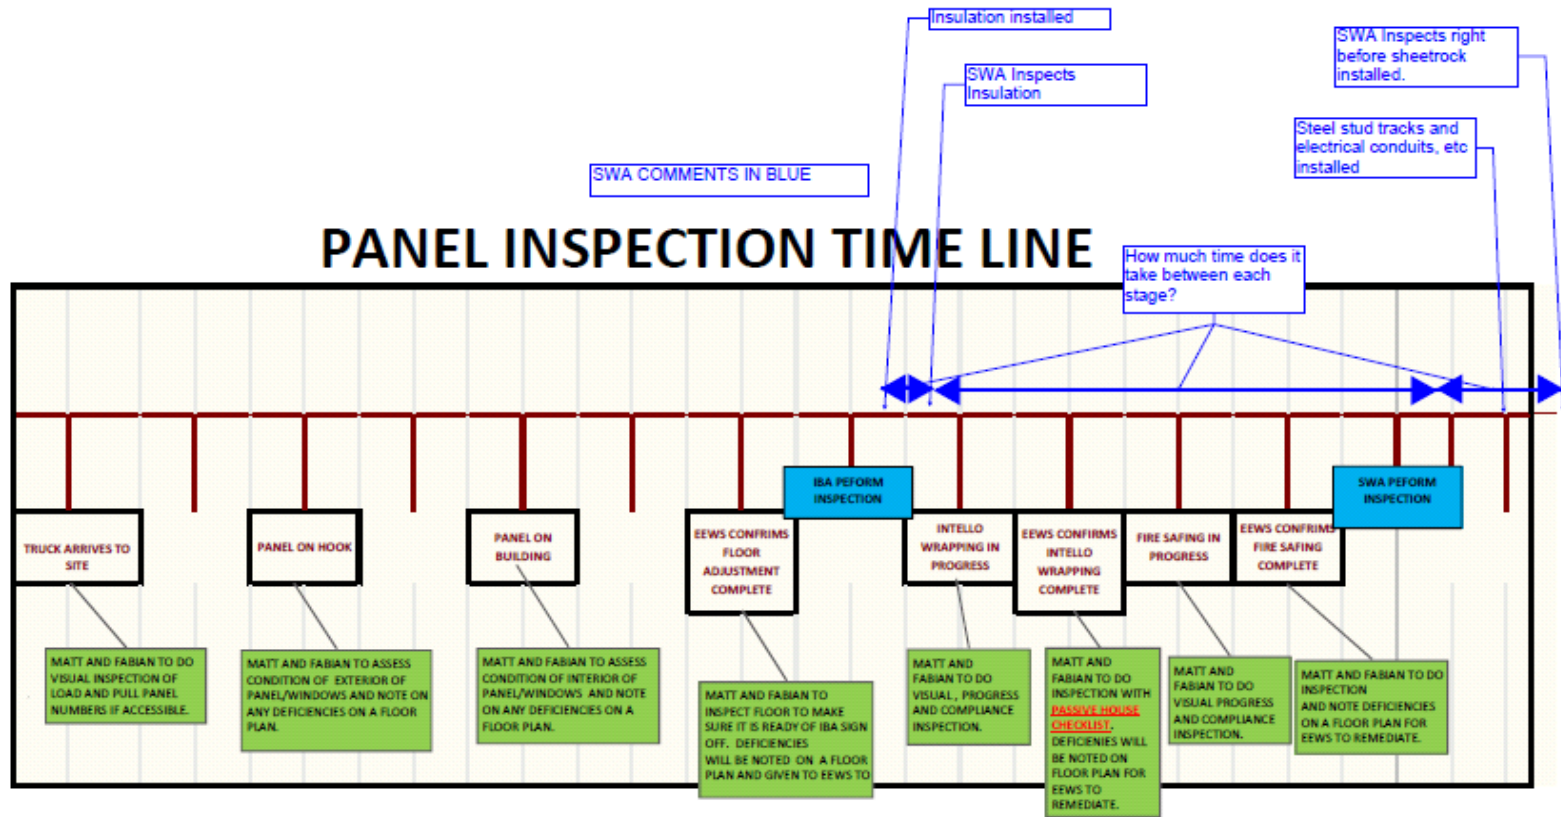 Insulation installed
SWA Inspects right
before sheetrock
installed.
SWA Inspects
Insulation
Steel stud tracks and
electrical conduits, etc
installed
SWA COMMENTS IN BLUE
PANEL INSPECTION TIME LINE
How much time does it
take between each
stage?
IBA PEFORM
INSPECTION
SWA PEFORM
INSPECTION
TRUCK ARRIVES TO
SITE
PANEL ON HOOK
PANEL ON
BUILDING
EEWS CONFRIMS
FLOOR
ADJUSTMENT
COMPLETE
INTELLO
WRAPPING IN
PROGRESS
EEWS CONFIRMS
INTELLO
WRAPPING
COMPLETE
FIRE SAFING IN
PROGRESS
EEWS CONFRIMS
FIRE SAFING
COMPLETE
MATT AND FABIAN TO DO
VISUAL INSPECTION OF
LOAD AND PULL PANEL
NUMBERS IF ACCESSIBLE.
MATT AND FABIAN TO ASSESS
CONDITION OF EXTERIOR OF
PANEL/WINDOWS AND NOTE ON
ANY DEFICIENCIES ON A FLOOR
PLAN.
MATT AND FABIAN TO ASSESS
CONDITION OF INTERIOR OF
PANEL/WINDOWS AND NOTE
ON ANY DEFICIENCIES ON A
FLOOR PLAN.
MATT AND FABIAN TO
INSPECT FLOOR TO MAKE
SURE IT IS READY OF IBA SIGN
OFF. DEFICIENCIES
WILL BE NOTED ON A FLOOR
PLAN AND GIVEN TO EEWS TO
MATT AND
FABIAN TO DO
VISUAL , PROGRESS
AND COMPLIANCE
INSPECTION.
MATT AND
FABIAN TO DO
INSPECTION WITH
PASSIVE HOUSE
CHECKLIST.
DEFICIENIES WILL
BE NOTED ON
FLOOR PLAN FOR
EEWS TO
REMEDIATE.
MATT AND
FABIAN TO DO
VISUAL PROGRESS
AND COMPLIANCE
INSPECTION.
MATT AND FABIAN TO DO
INSPECTION
AND NOTE DEFICIENCIES
ON A FLOOR PLAN FOR
EEWS TO REMEDIATE.